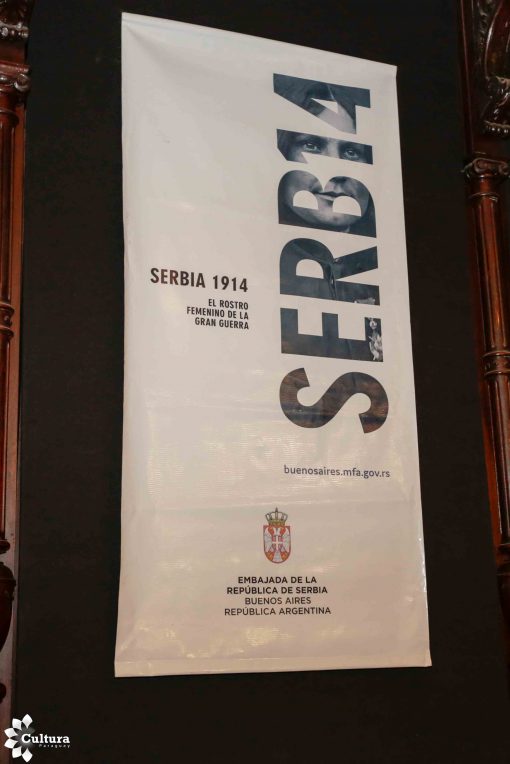 SERB14
SERBIA 1914
EL ROSTRO
FEMENINO DE LA
GRAN GUERRA
buenosaires.mfa.gov.rs
EMBAJADA DE LA
REPÚBLICA DE SERBIA
BUENOS AIRES
REPÚBLICA ARGENTINA
Cultura
Paraguay